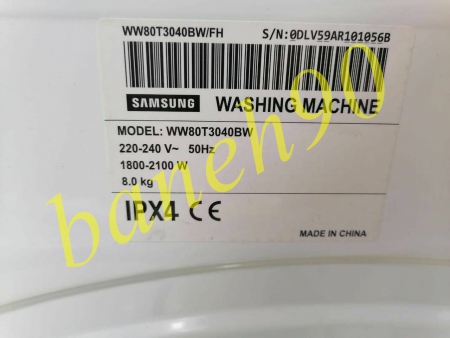 WW80T3040BW/FH S/N:0DLV59AR101056B
SAMSUNG WASHING MACHINE
MODEL: WW80T3040BW
220-240 V~ 50Hz
1800-2100 W
8.0 kg
IPX4 CE
MADE IN CHINA
baneh90